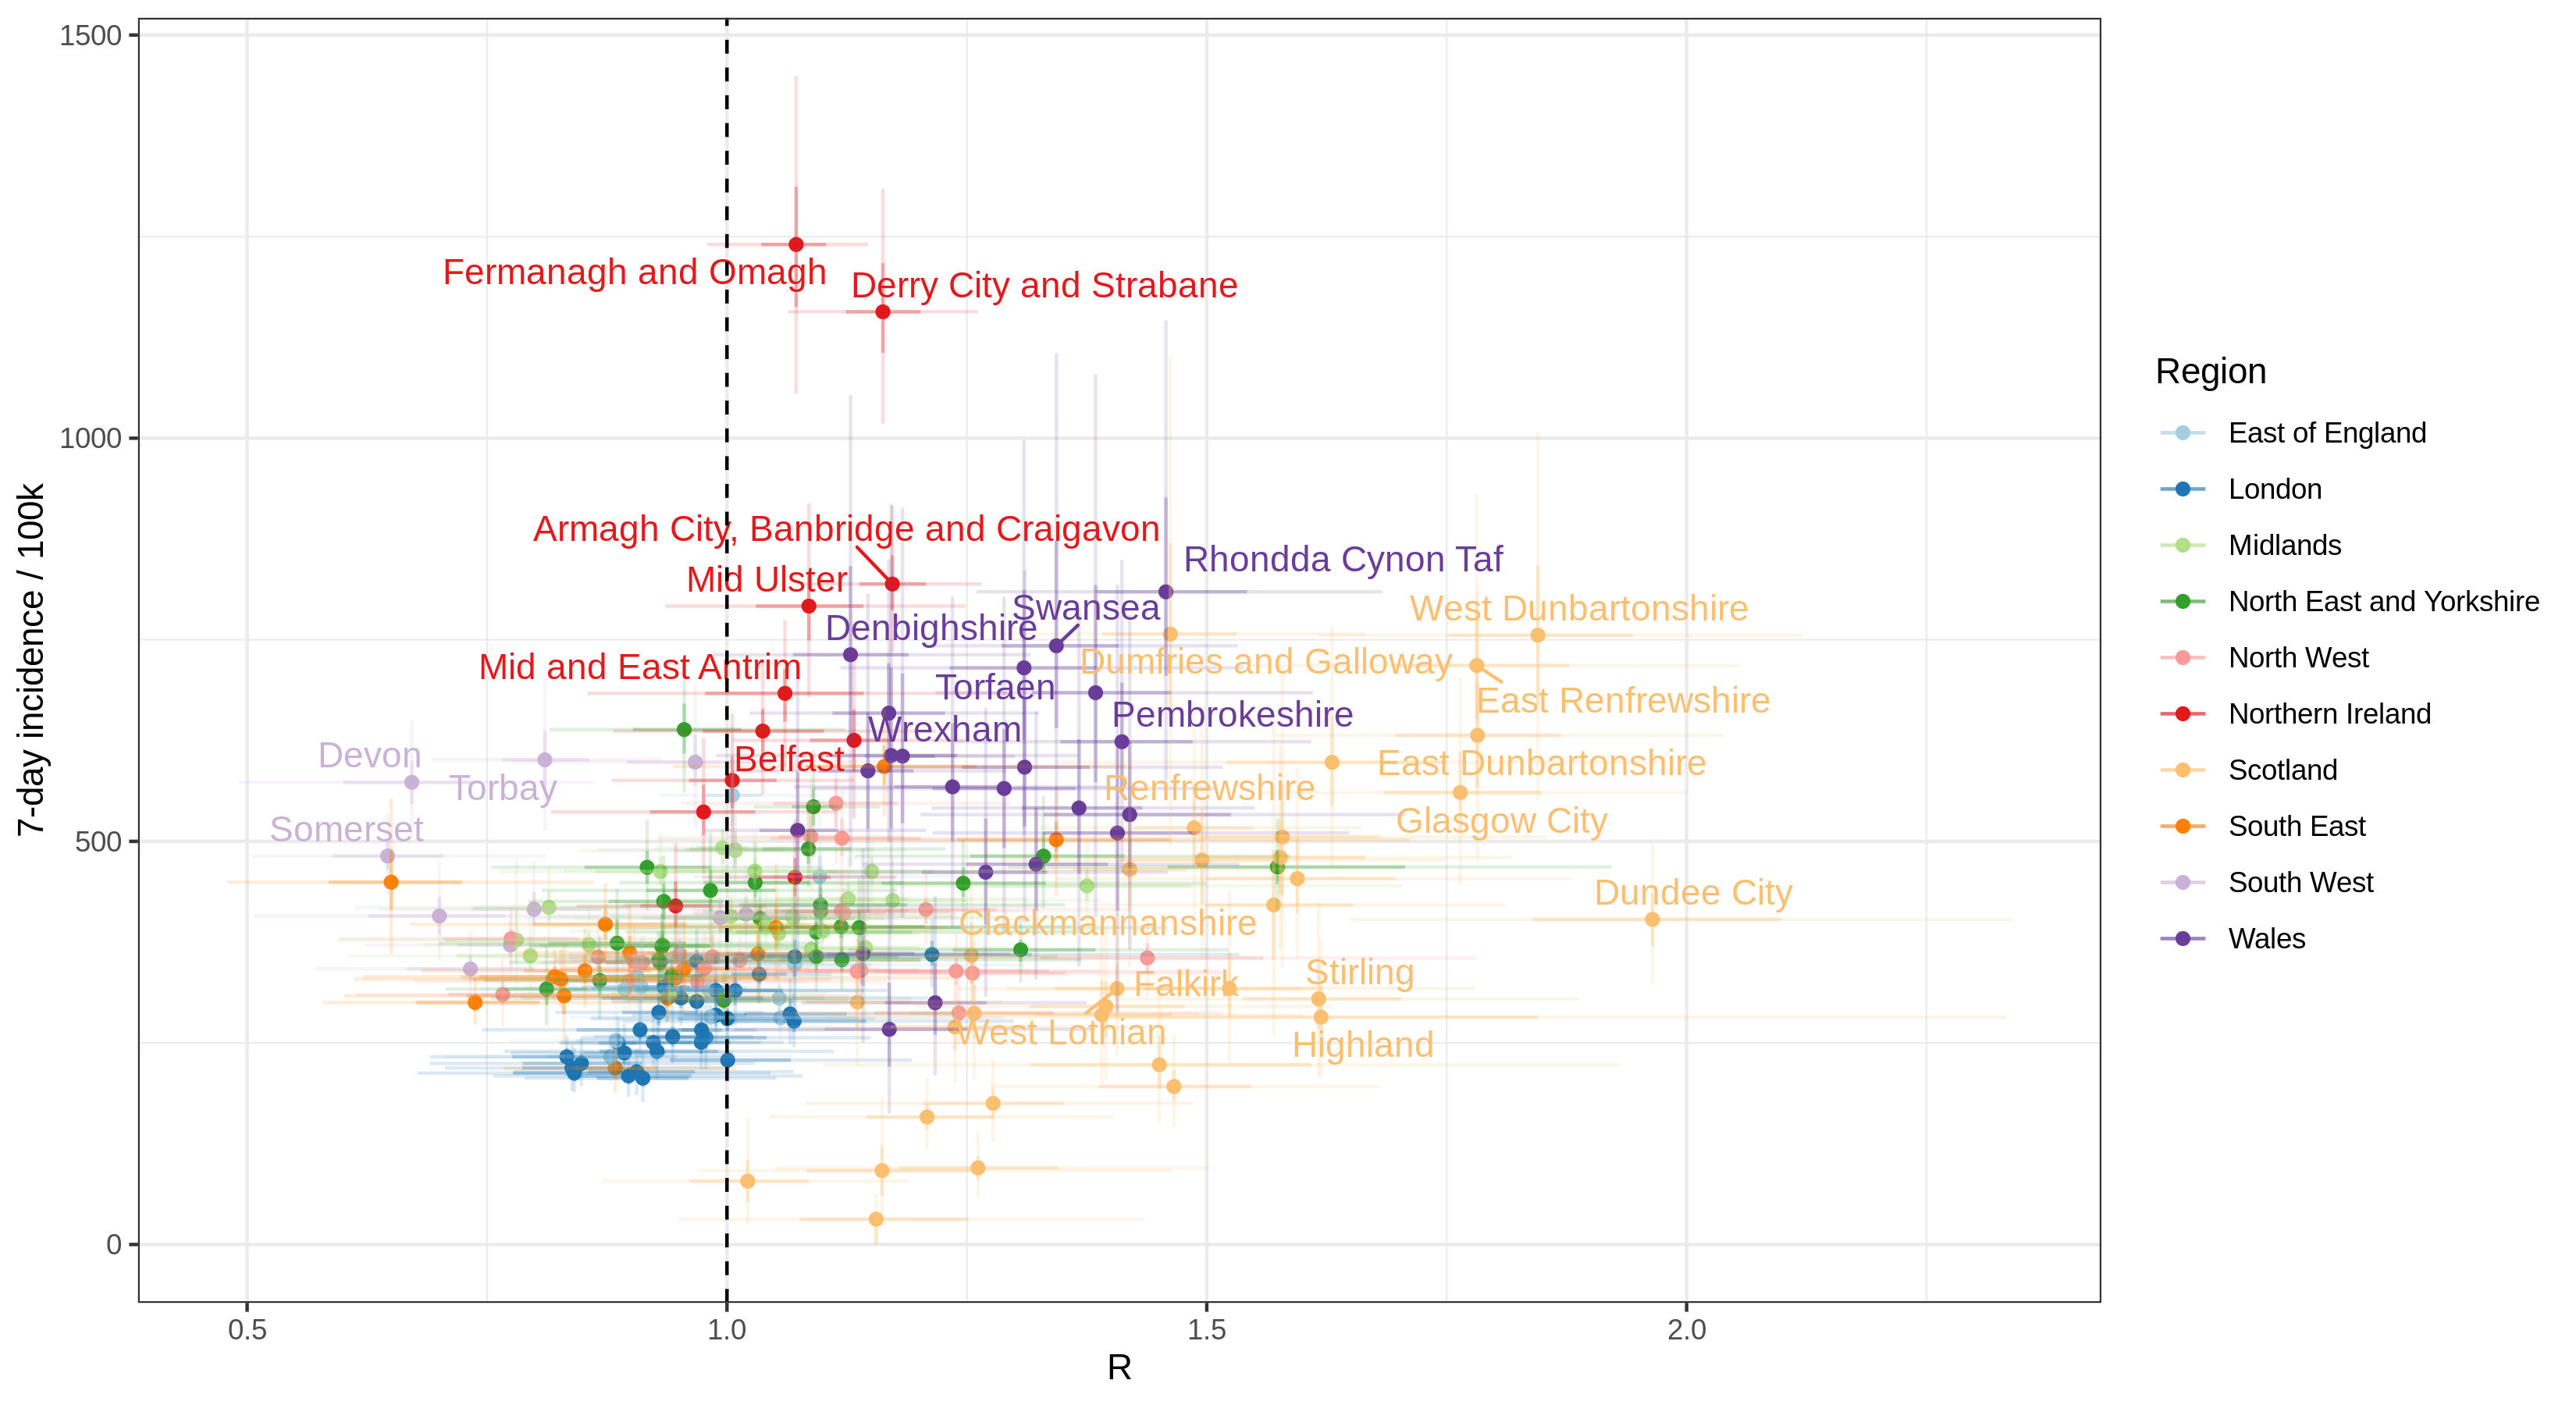 1500
1000
500
0
7-day incidence / 100k
Fermanagh and Omagh
Derry City and Strabane
Armagh City, Banbridge and Craigavon
Rhondda Cynon Taf
Mid Ulster
Swansea
West Dunbartonshire
Denbighshire
Mid and East Antrim
Dumfries and Galloway
Torfaen
East Renfrewshire
Pembrokeshire
Wrexham
Devon
Belfast
East Dunbartonshire
Torbay
Renfrewshire
Somerset
Glasgow City
Dundee City
Clackmannanshire
Stirling
Falkirk
West Lothian
Highland
0.5
1.0
1.5
2.0
R
Region
East of England
London
Midlands
North East and Yorkshire
North West
Northern Ireland
Scotland
South East
South West
Wales